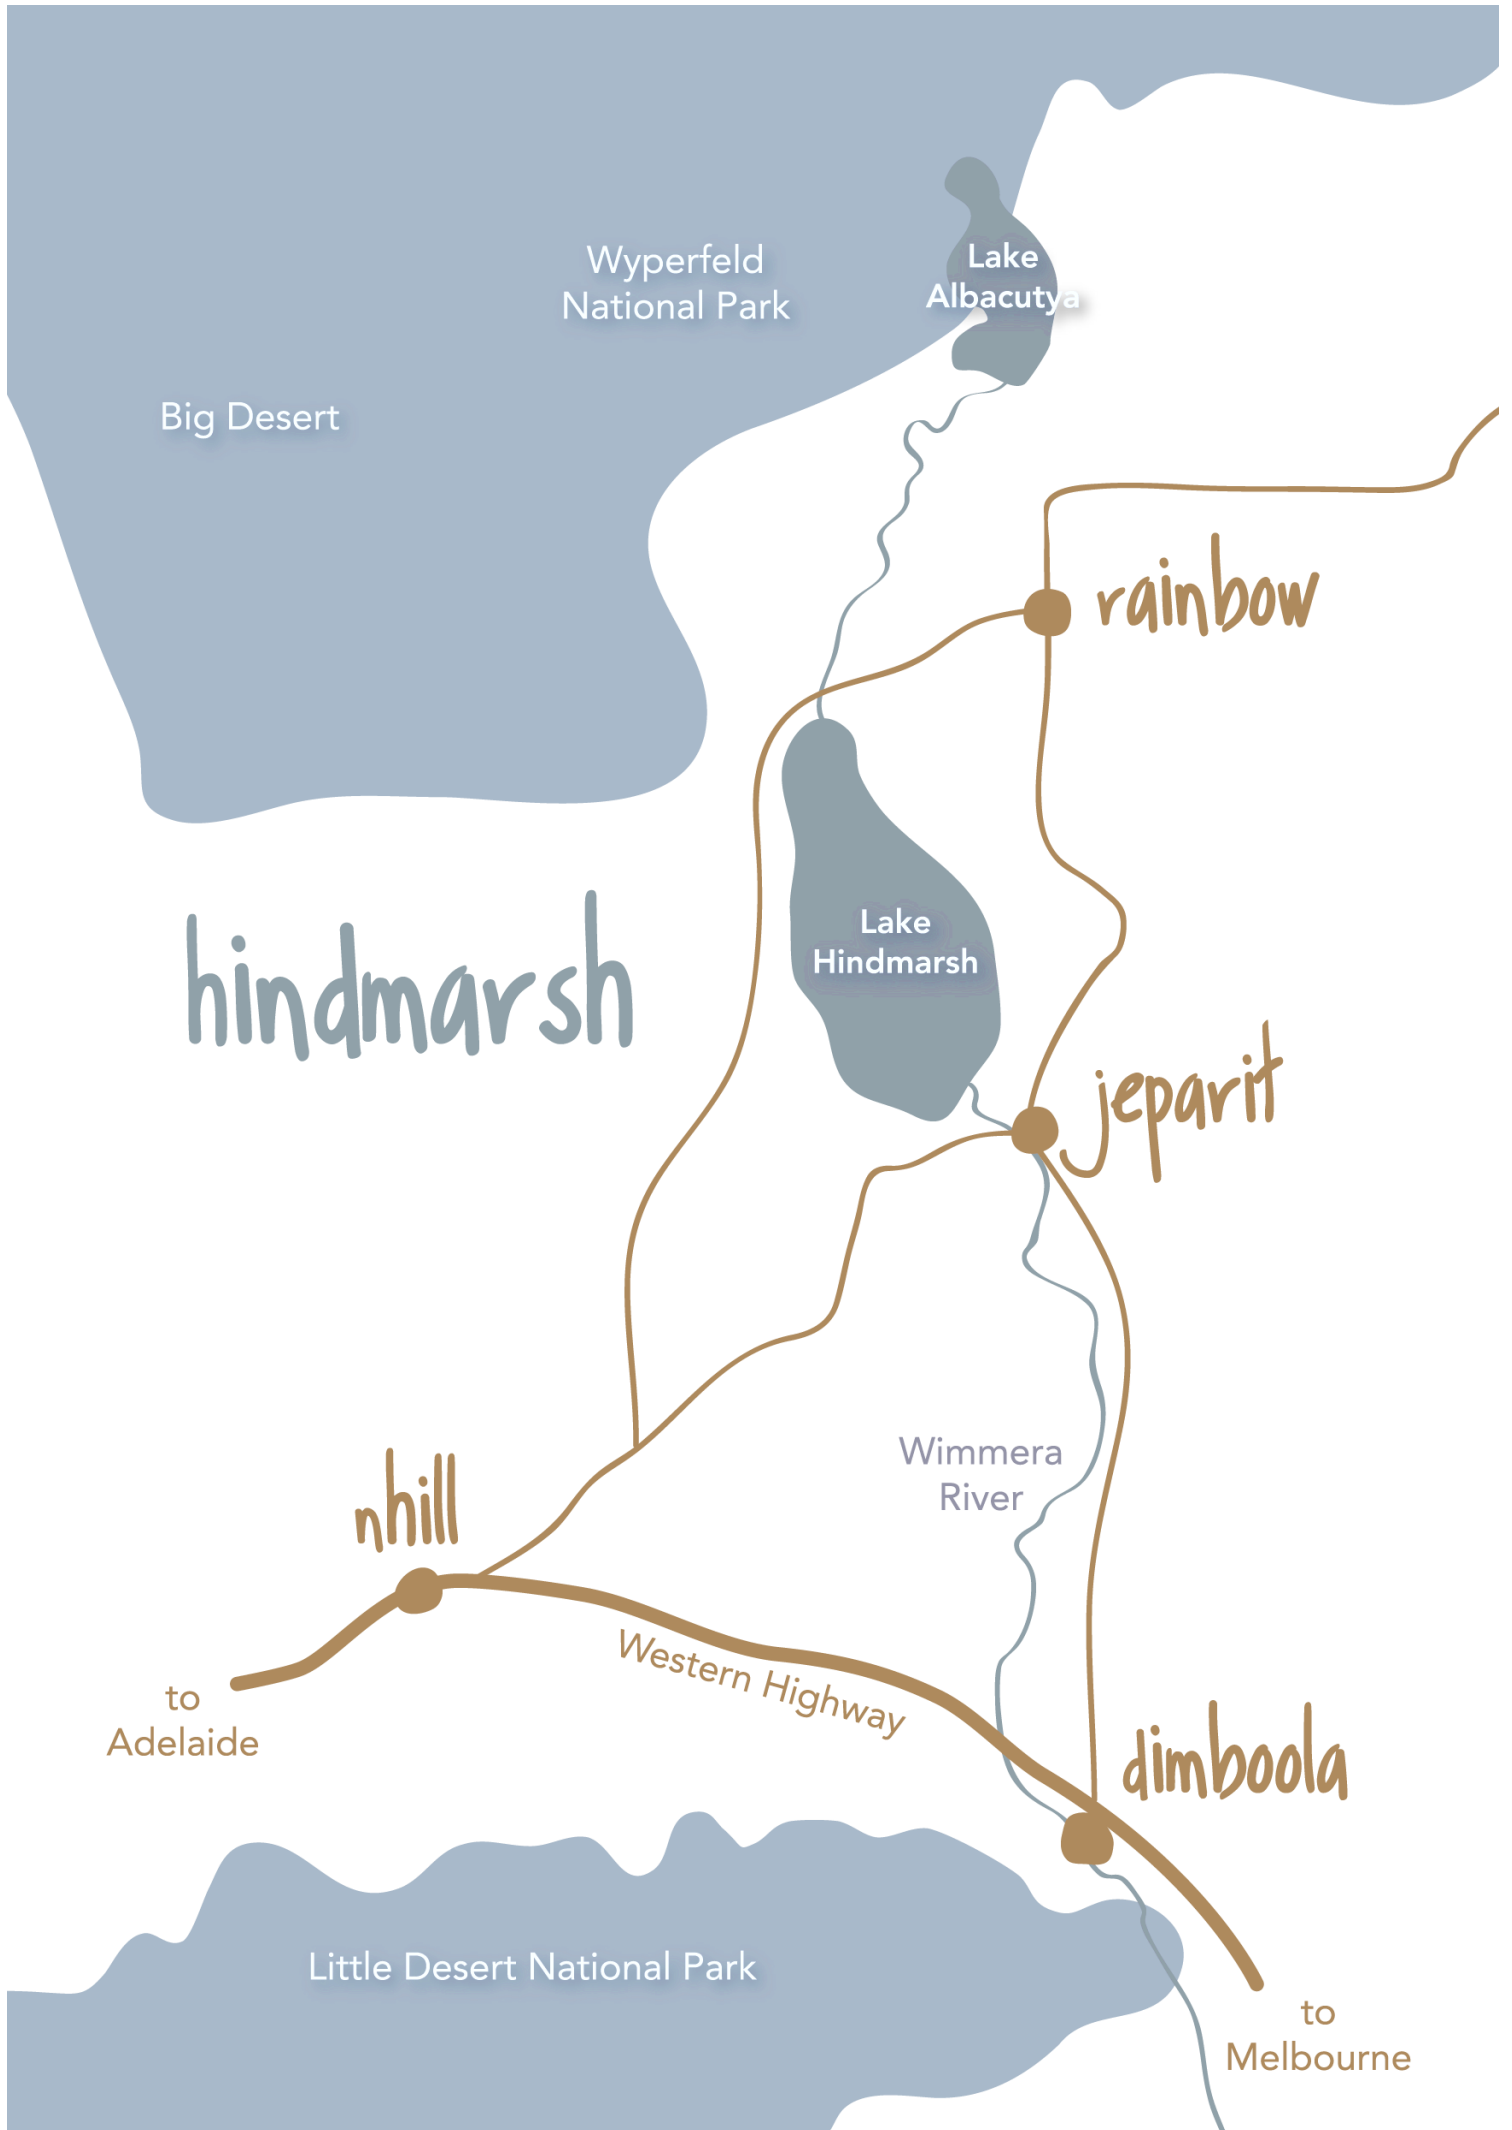 Wyperfeld
National Park
Lake
Albacutya
Big Desert
rainbow
hindmarsh
Lake
Hindmarsh
jeparit
Wimmera
River
nhill
Western Highway
to
Adelaide
dimboola
Little Desert National Park
to
Melbourne